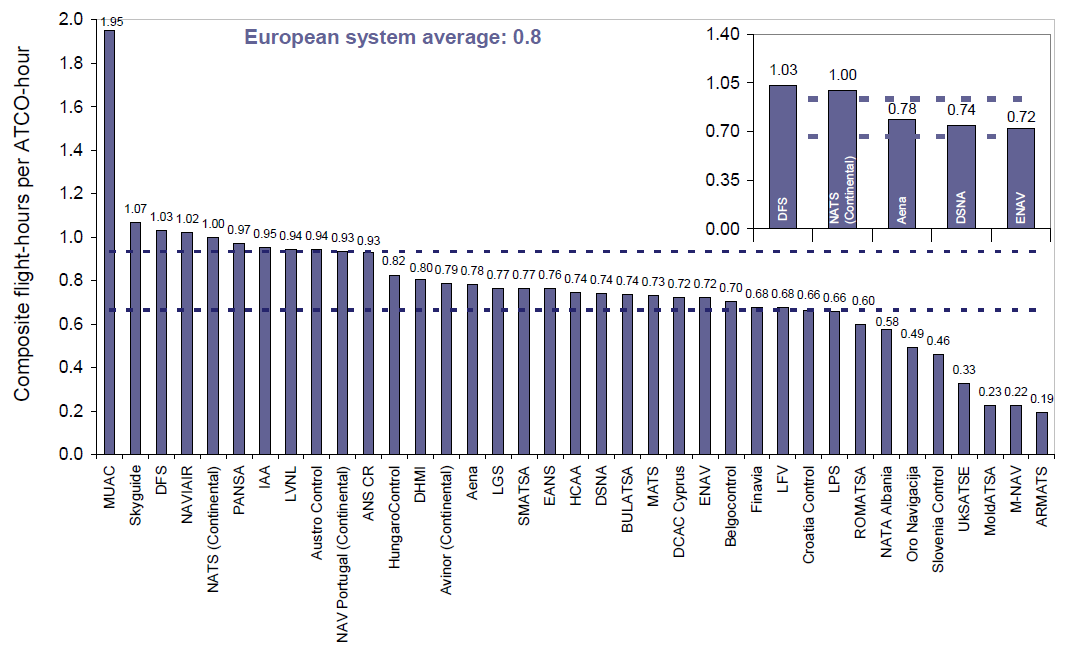 European system average: 0.8
Composite flight-hours per ATCO-hour
2.0
1.8
1.6
1.4
1.2
1.0
0.8
0.6
0.4
0.2
0.0
1.95
1.07
1.03
1.02
1.00
0.97
0.95
0.94
0.94
0.93
0.93
0.82
0.80
0.79
0.78
0.77
0.77
0.76
0.74
0.74
0.74
0.73
0.72
0.72
0.70
0.68
0.68
0.66
0.66
0.60
0.58
0.49
0.46
0.33
0.23
0.22
0.19
MUAC
Skyguide
DFS
NAVIAIR
NATS (Continental)
PANSA
IAA
LVNL
Austro Control
NAV Portugal (Continental)
ANS CR
HungaroControl
DHMI
Avinor (Continental)
Aena
LGS
SMATSA
EANS
HCAA
DSNA
BULATSA
MATS
DCAC Cyprus
ENAV
Belgocontrol
Finavia
LFV
Croatia Control
LPS
ROMATSA
NATA Albania
Oro Navigacija
Slovenia Control
UkSATSE
MoldATSA
M-NAV
ARMATS
1.40
1.05
0.70
0.35
0.00
1.03
1.00
0.78
0.74
0.72
DFS
NATS
(Continental)
Aena
DSNA
ENAV